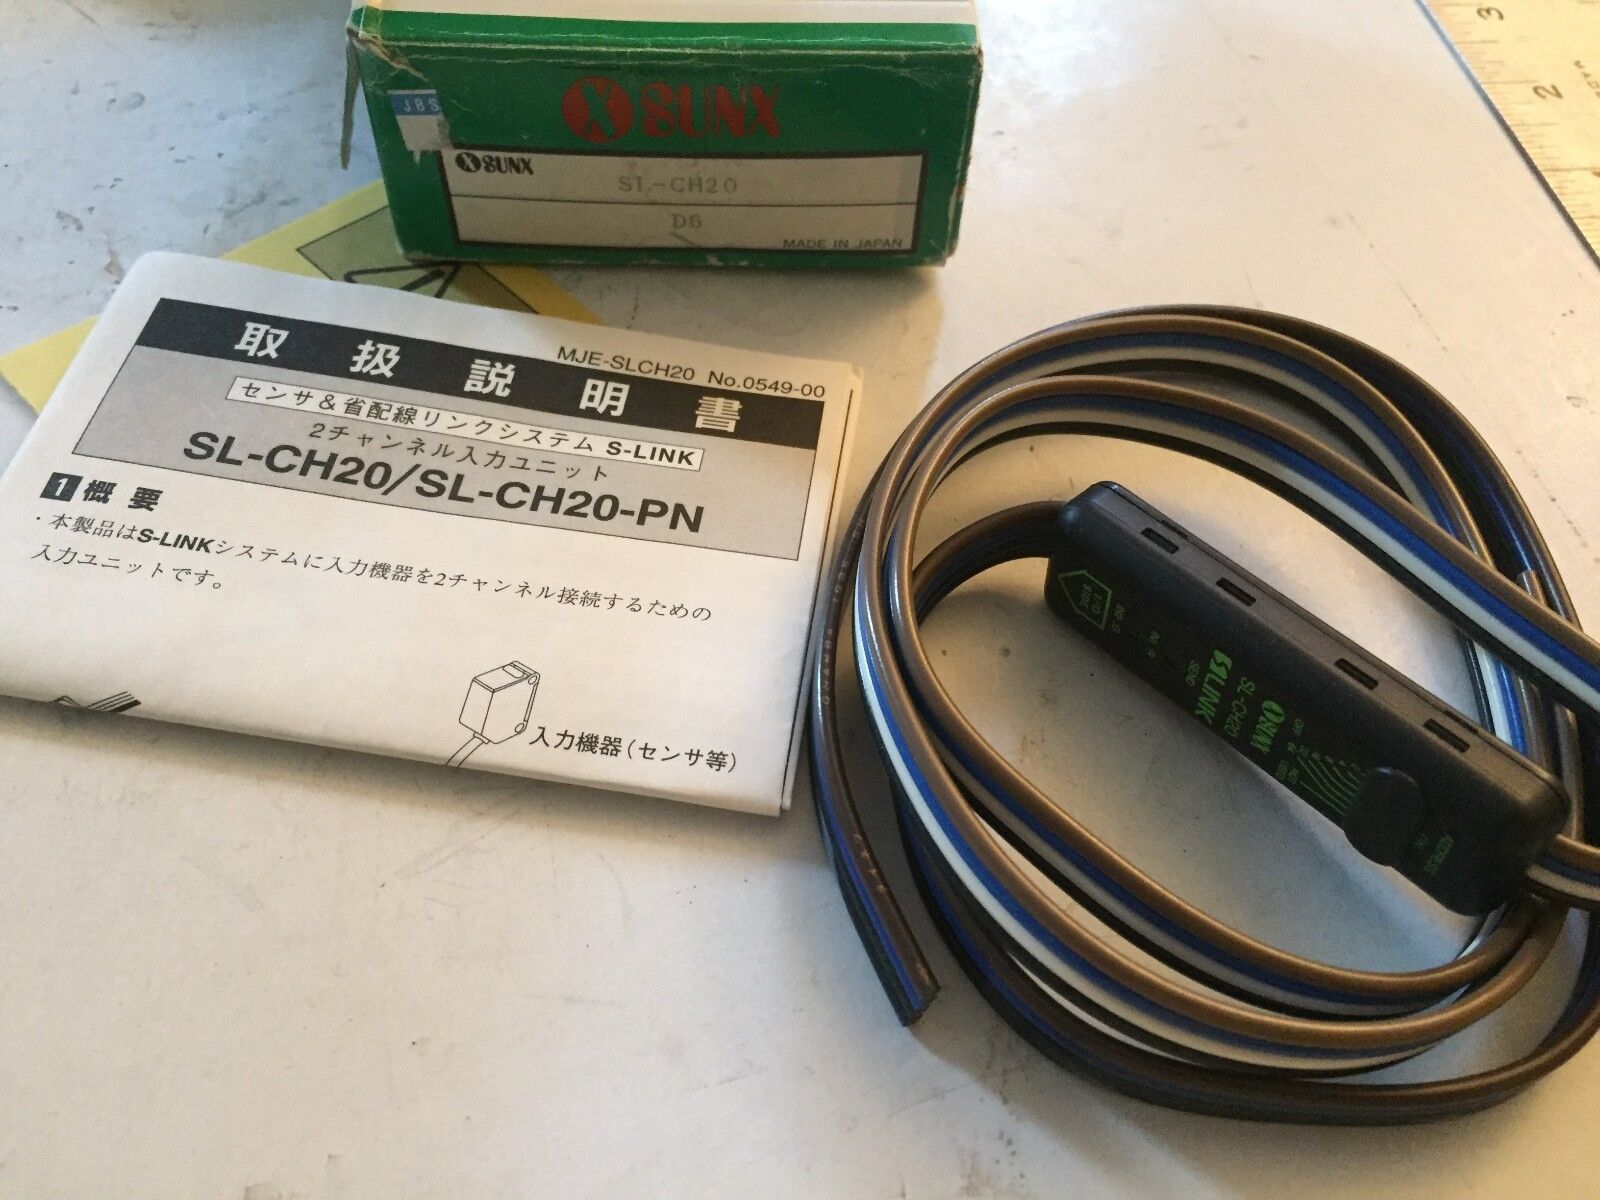 SUNX
J.B.S
SUNX
SL-CH20
D6
MADE IN JAPAN
MJE-SLCH20 No.0549-00
取扱説明書
センサ&省配線リンクシステム S-LINK
2チャンネル入力ユニット
SL-CH20/SL-CH20-PN
1 概要
・本製品はS-LINKシステムに入力機器を2チャンネル接続するための
入力ユニットです。
入力機器(センサ等)
I/O
SIDE
SEND
S-LINK
SL-CH20
SUNX
ADDRESS
3
2